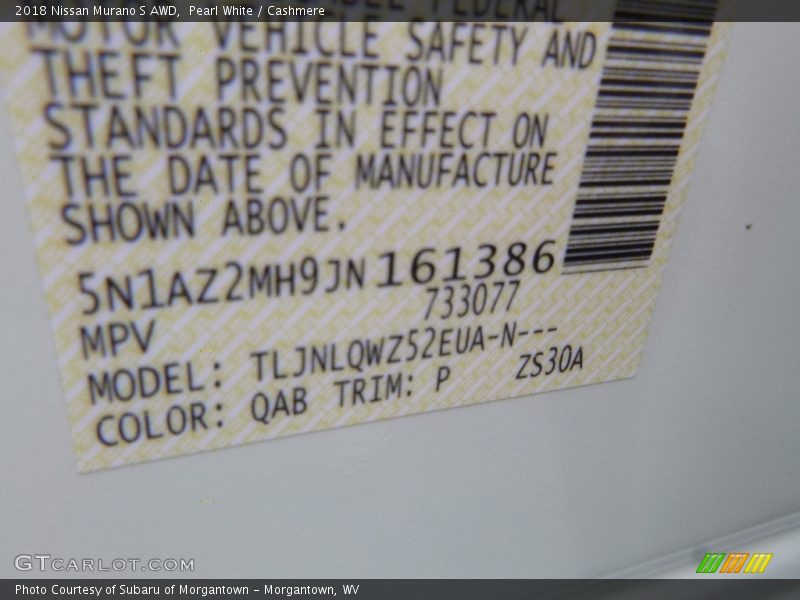 2018 Nissan Murano S AWD,  Pearl White / Cashmere
FEDERAL
MOTOR VEHICLE SAFETY AND
THEFT PREVENTION
STANDARDS IN EFFECT ON
THE DATE OF MANUFACTURE
SHOWN ABOVE.
5N1AZ2MH9JN161386
733077
MPV
MODEL: TLJNLQWZ52EUA-N---
COLOR: QAB TRIM: P ZS30A
GTCARLOT.COM
Photo Courtesy of Subaru of Morgantown - Morgantown, WV